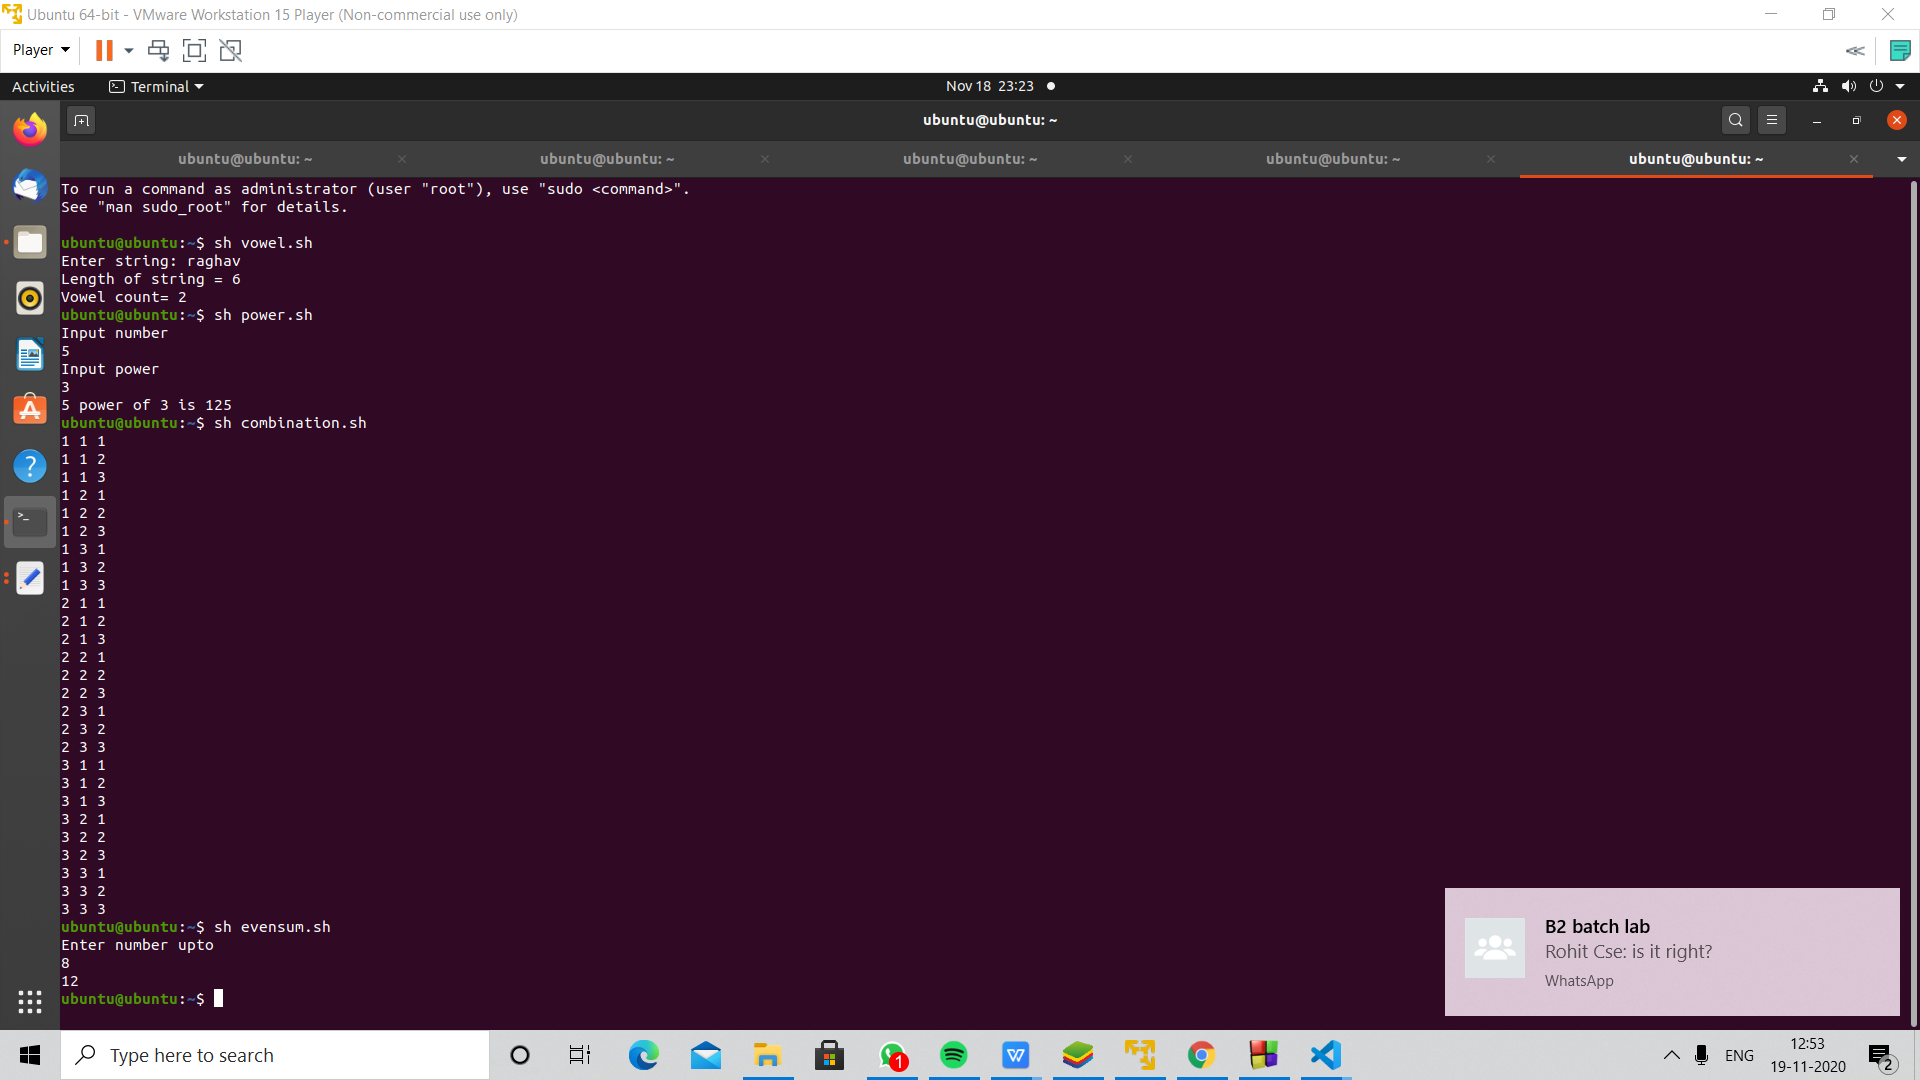 Ubuntu 64-bit - VMware Workstation 15 Player (Non-commercial use only)
Player
Activities
Terminal
Nov 18 23:23
ubuntu@ubuntu: ~
ubuntu@ubuntu: ~
ubuntu@ubuntu: ~
ubuntu@ubuntu: ~
ubuntu@ubuntu: ~
ubuntu@ubuntu: ~
To run a command as administrator (user "root"), use "sudo <command>".
See "man sudo_root" for details.
ubuntu@ubuntu:~$ sh vowel.sh
Enter string: raghav
Length of string = 6
Vowel count= 2
ubuntu@ubuntu:~$ sh power.sh
Input number
5
Input power
3
5 power of 3 is 125
ubuntu@ubuntu:~$ sh combination.sh
1 1 1
1 1 2
1 1 3
1 2 1
1 2 2
1 2 3
1 3 1
1 3 2
1 3 3
2 1 1
2 1 2
2 1 3
2 2 1
2 2 2
2 2 3
2 3 1
2 3 2
2 3 3
3 1 1
3 1 2
3 1 3
3 2 1
3 2 2
3 2 3
3 3 1
3 3 2
3 3 3
ubuntu@ubuntu:~$ sh evensum.sh
Enter number upto
8
12
ubuntu@ubuntu:~$
B2 batch lab
Rohit Cse: is it right?
WhatsApp
Type here to search
1
ENG
12:53
19-11-2020
2